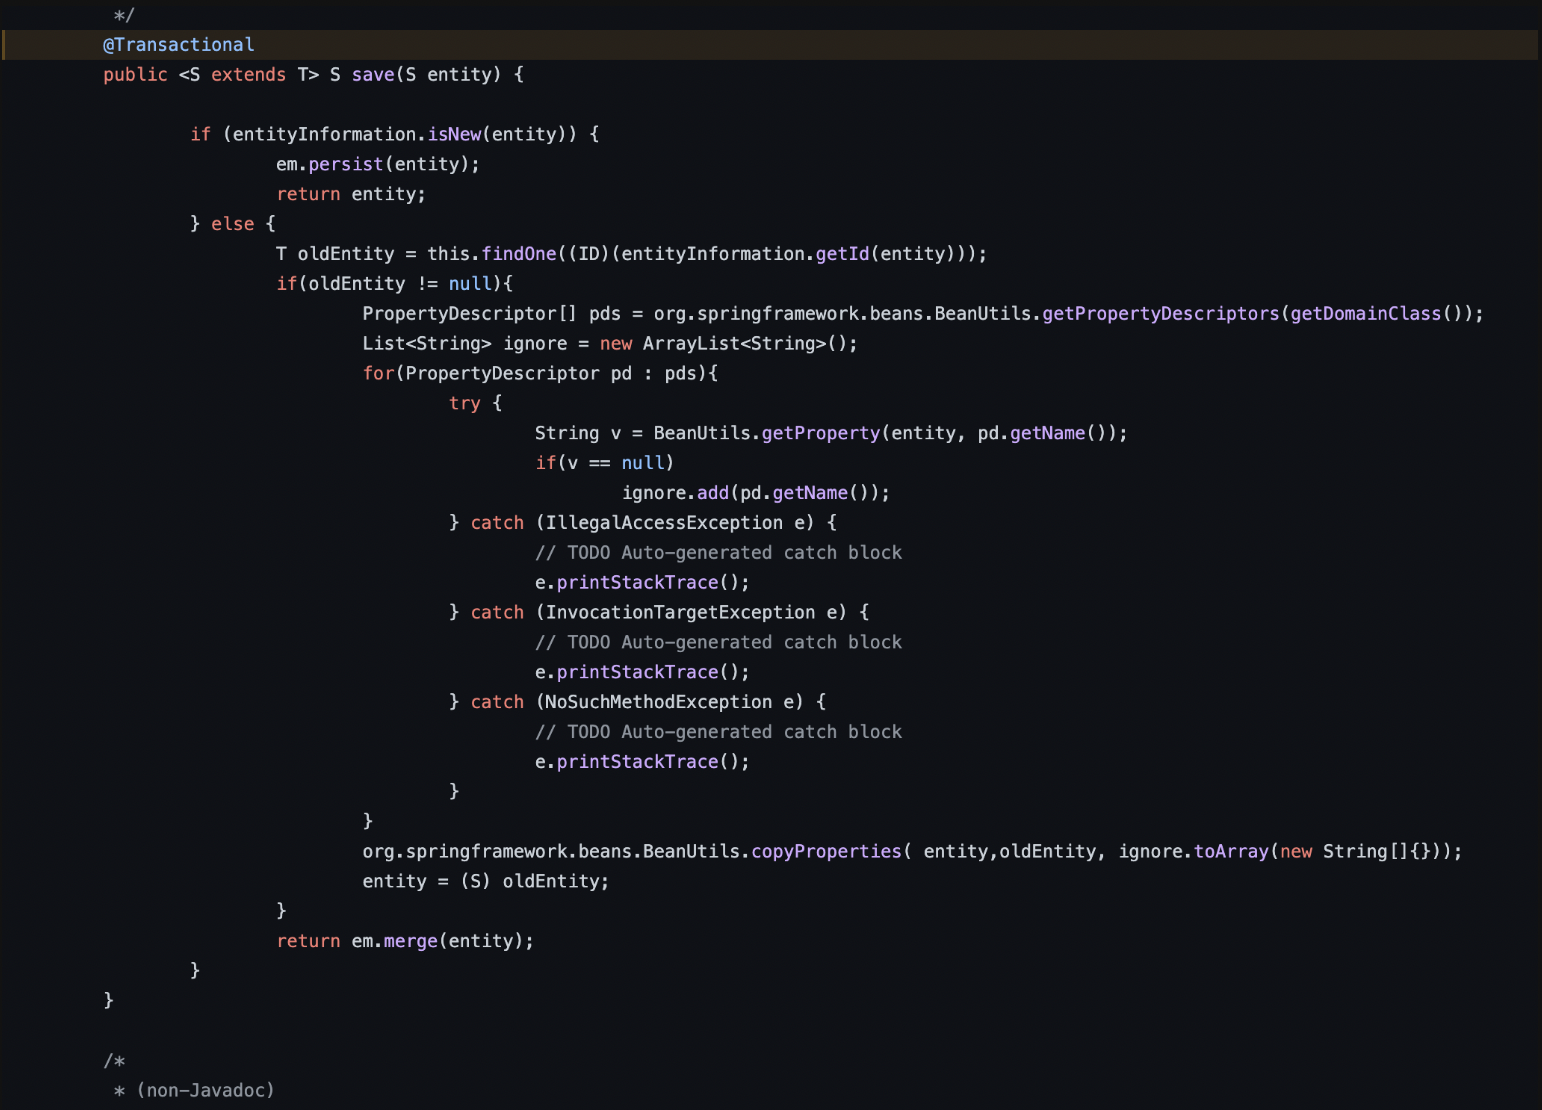 */
@Transactional
public <S extends T> S save(S entity) {
if (entityInformation.isNew(entity)) {
em.persist(entity);
return entity;
} else {
T oldEntity = this.findOne((ID)(entityInformation.getId(entity)));
if(oldEntity != null){
PropertyDescriptor[] pds = org.springframework.beans.BeanUtils.getPropertyDescriptors(getDomainClass());
List<String> ignore = new ArrayList<String>();
for(PropertyDescriptor pd : pds){
try {
String v = BeanUtils.getProperty(entity, pd.getName());
if(v == null)
ignore.add(pd.getName());
} catch (IllegalAccessException e) {
// TODO Auto-generated catch block
e.printStackTrace();
} catch (InvocationTargetException e) {
// TODO Auto-generated catch block
e.printStackTrace();
} catch (NoSuchMethodException e) {
// TODO Auto-generated catch block
e.printStackTrace();
}
}
org.springframework.beans.BeanUtils.copyProperties( entity,oldEntity, ignore.toArray(new String[]{}));
entity = (S) oldEntity;
}
return em.merge(entity);
}
}
/*
* (non-Javadoc)